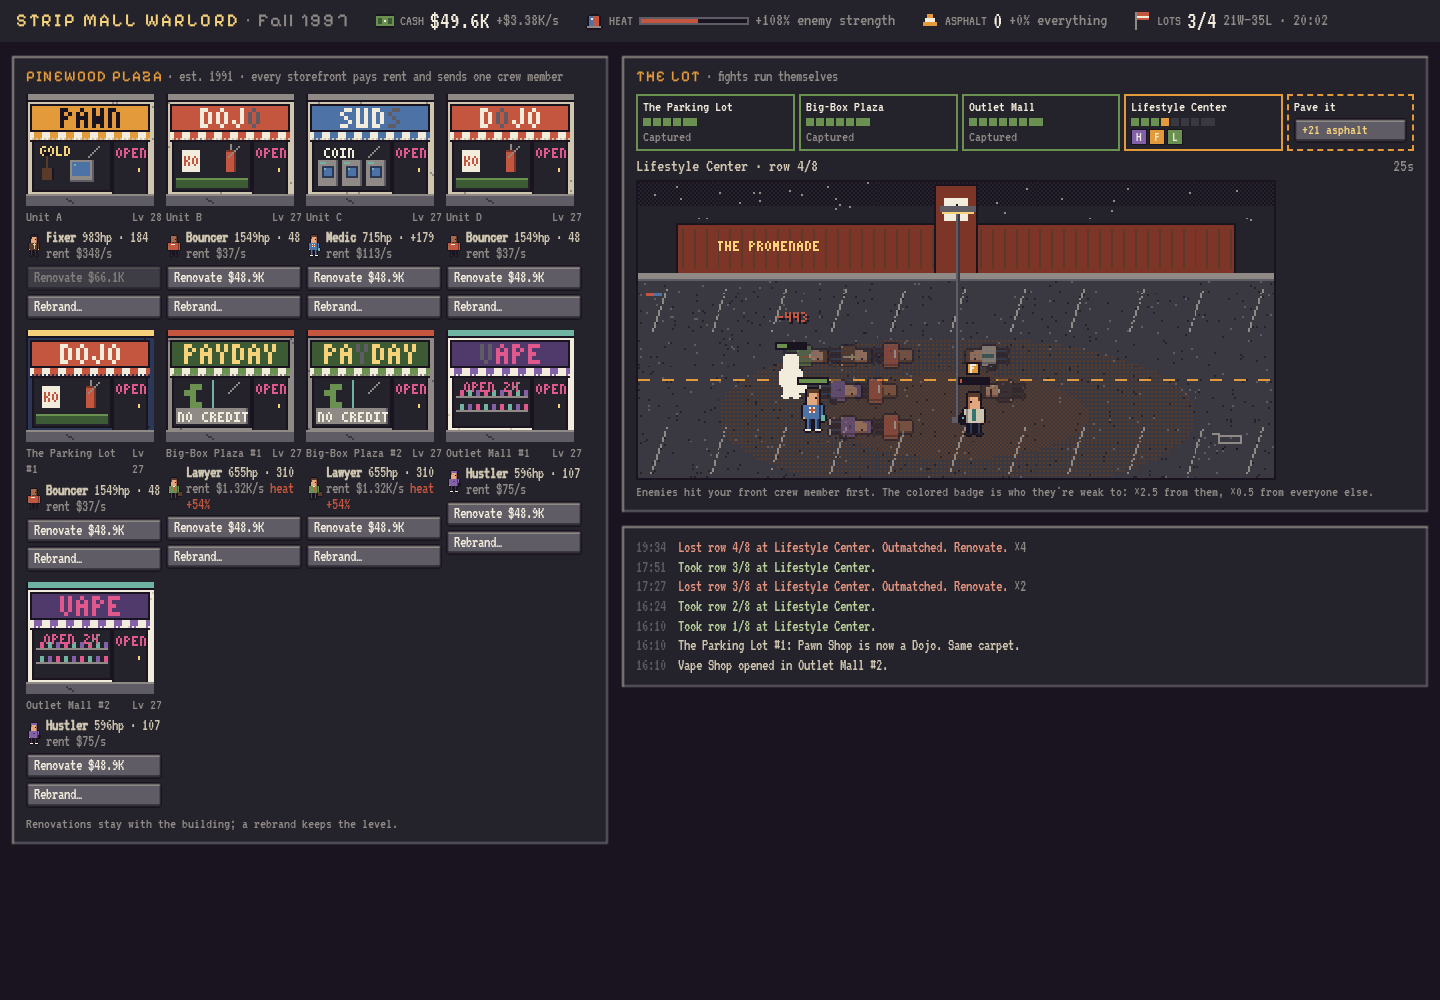 STRIP MALL WARLORD · Fall 1997
CASH $49.6K +$3.38K/s
HEAT +108% enemy strength
ASPHALT 0 +0% everything
LOTS 3/4 21W-35L · 20:02
PINEWOOD PLAZA · est. 1991 · every storefront pays rent and sends one crew member
PAWN
GOLD
OPEN
DOJO
KO
OPEN
SUDS
COIN
OPEN
DOJO
KO
OPEN
Unit A Lv 28
Unit B Lv 27
Unit C Lv 27
Unit D Lv 27
Fixer 983hp · 184
rent $348/s
Bouncer 1549hp · 48
rent $37/s
Medic 715hp · +179
rent $113/s
Bouncer 1549hp · 48
rent $37/s
Renovate $66.1K
Renovate $48.9K
Renovate $48.9K
Renovate $48.9K
Rebrand…
Rebrand…
Rebrand…
Rebrand…
DOJO
KO
OPEN
PAYDAY
NO CREDIT
OPEN
PAYDAY
NO CREDIT
OPEN
VAPE
OPEN 24
OPEN
The Parking Lot #1 Lv 27
Big-Box Plaza #1 Lv 27
Big-Box Plaza #2 Lv 27
Outlet Mall #1 Lv 27
Bouncer 1549hp · 48
rent $37/s
Lawyer 655hp · 310
rent $1.32K/s heat
+54%
Lawyer 655hp · 310
rent $1.32K/s heat
+54%
Hustler 596hp · 107
rent $75/s
Renovate $48.9K
Renovate $48.9K
Renovate $48.9K
Renovate $48.9K
Rebrand…
Rebrand…
Rebrand…
Rebrand…
VAPE
OPEN 24
OPEN
Outlet Mall #2 Lv 27
Hustler 596hp · 107
rent $75/s
Renovate $48.9K
Rebrand…
Renovations stay with the building; a rebrand keeps the level.
THE LOT · fights run themselves
The Parking Lot
Captured
Big-Box Plaza
Captured
Outlet Mall
Captured
Lifestyle Center
H F L
Pave it
+21 asphalt
Lifestyle Center · row 4/8 25s
THE PROMENADE
-493
F
Enemies hit your front crew member first. The colored badge is who they're weak to: ×2.5 from them, ×0.5 from everyone else.
19:34 Lost row 4/8 at Lifestyle Center. Outmatched. Renovate. ×4
17:51 Took row 3/8 at Lifestyle Center.
17:27 Lost row 3/8 at Lifestyle Center. Outmatched. Renovate. ×2
16:24 Took row 2/8 at Lifestyle Center.
16:10 Took row 1/8 at Lifestyle Center.
16:10 The Parking Lot #1: Pawn Shop is now a Dojo. Same carpet.
16:10 Vape Shop opened in Outlet Mall #2.